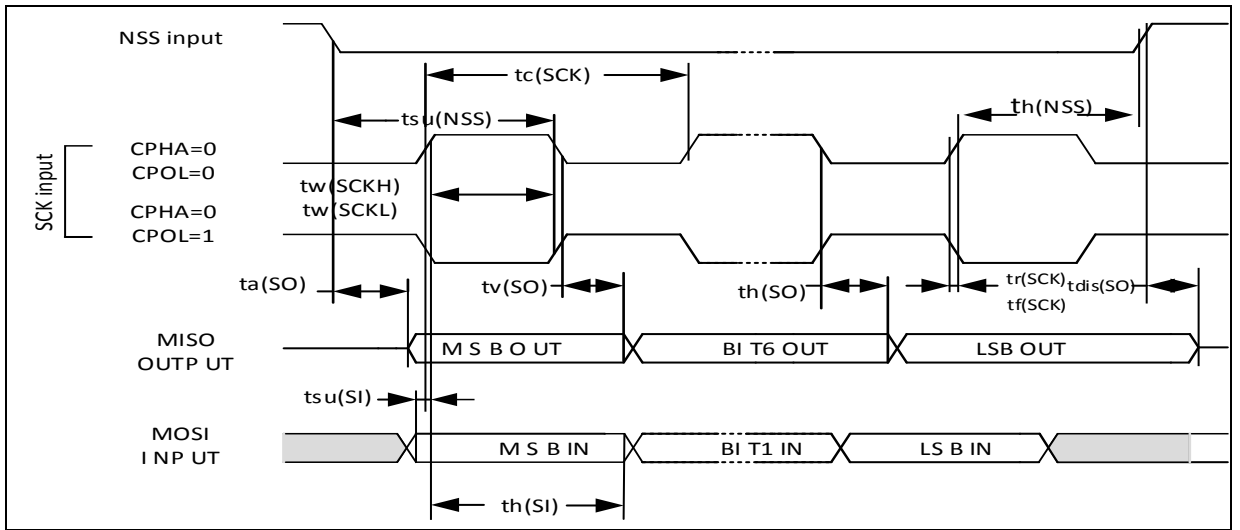 NSS input
tc(SCK)
tsu(NSS)
th(NSS)
SCK input
CPHA=0
CPOL=0
tw(SCKH)
tw(SCKL)
CPHA=0
CPOL=1
ta(SO)
tv(SO)
th(SO)
tr(SCK)
tf(SCK)
tdis(SO)
MISO
OUTP UT
M S B O UT
BI T6 OUT
LSB OUT
tsu(SI)
MOSI
I NP UT
M S B IN
BI T1 IN
LS B IN
th(SI)